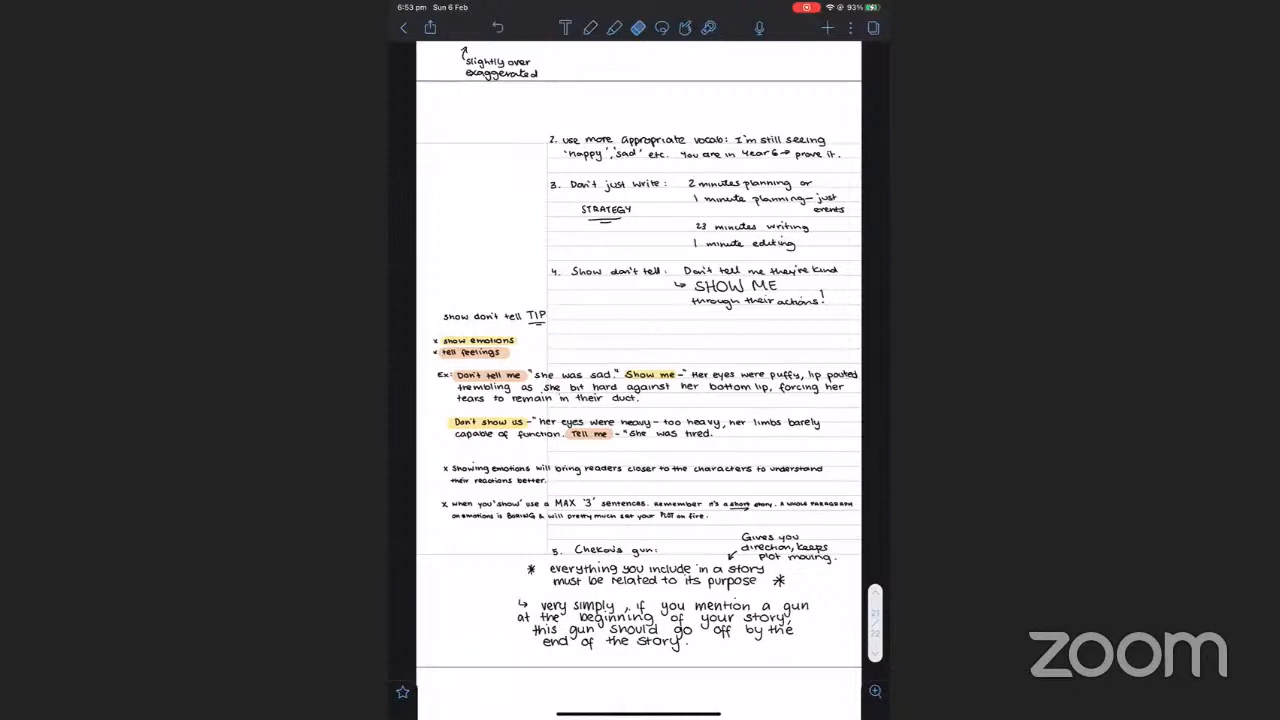 6:53 pm Sun 6 Feb
93%
slightly over
exaggerated
2. use more appropriate vocab: I'm still seeing
'happy', 'sad' etc. You are in Year 6 → prove it.
3. Don't just write: 2 minutes planning or
1 minute planning – just
events
STRATEGY
23 minutes writing
1 minute editing
4. Show don't tell: Don't tell me they're kind
↳ SHOW ME
through their actions!
show don't tell TIP
x show emotions
x tell feelings
Ex: Don't tell me "she was sad." Show me – "Her eyes were puffy, lip pouted
trembling as she bit hard against her bottom lip, forcing her
tears to remain in their duct.
Don't show us – "her eyes were heavy – too heavy, her limbs barely
capable of function. Tell me – "she was tired.
x Showing emotions will bring readers closer to the characters to understand
their reactions better.
x when you 'show' use a MAX '3' sentences. Remember it's a short story. A WHOLE PARAGRAPH
on emotions is BORING & will pretty much set your PLOT on fire.
5. Chekov's gun:
Gives you
direction, keeps
plot moving.
* everything you include in a story
must be related to its purpose *
↳ very simply, if you mention a gun
at the beginning of your story,
this gun should go off by the
end of the story.
21
/
22
zoom